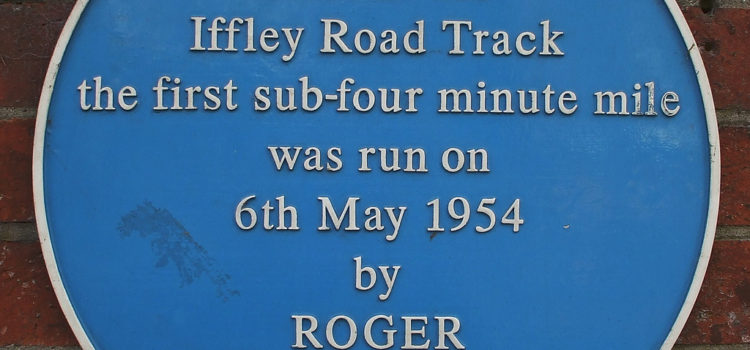 Iffley Road Track
the first sub-four minute mile
was run on
6th May 1954
by
ROGER